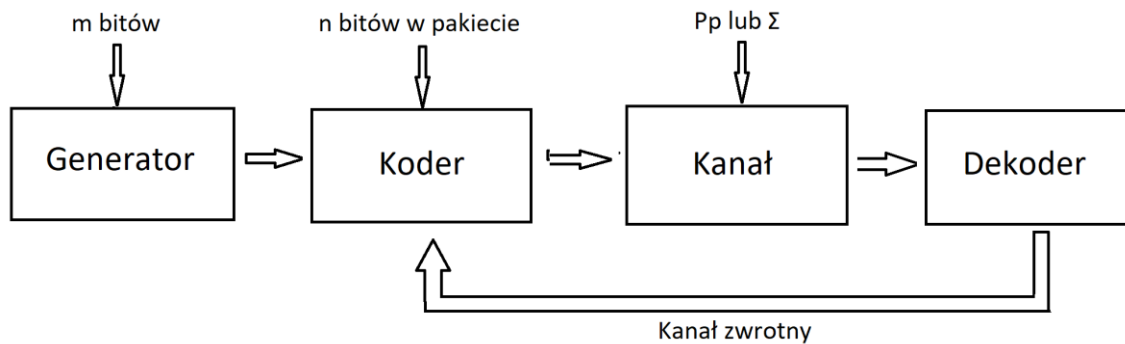 m bitów
n bitów w pakiecie
Pp lub Σ
Generator
Koder
Kanał
Dekoder
Kanał zwrotny